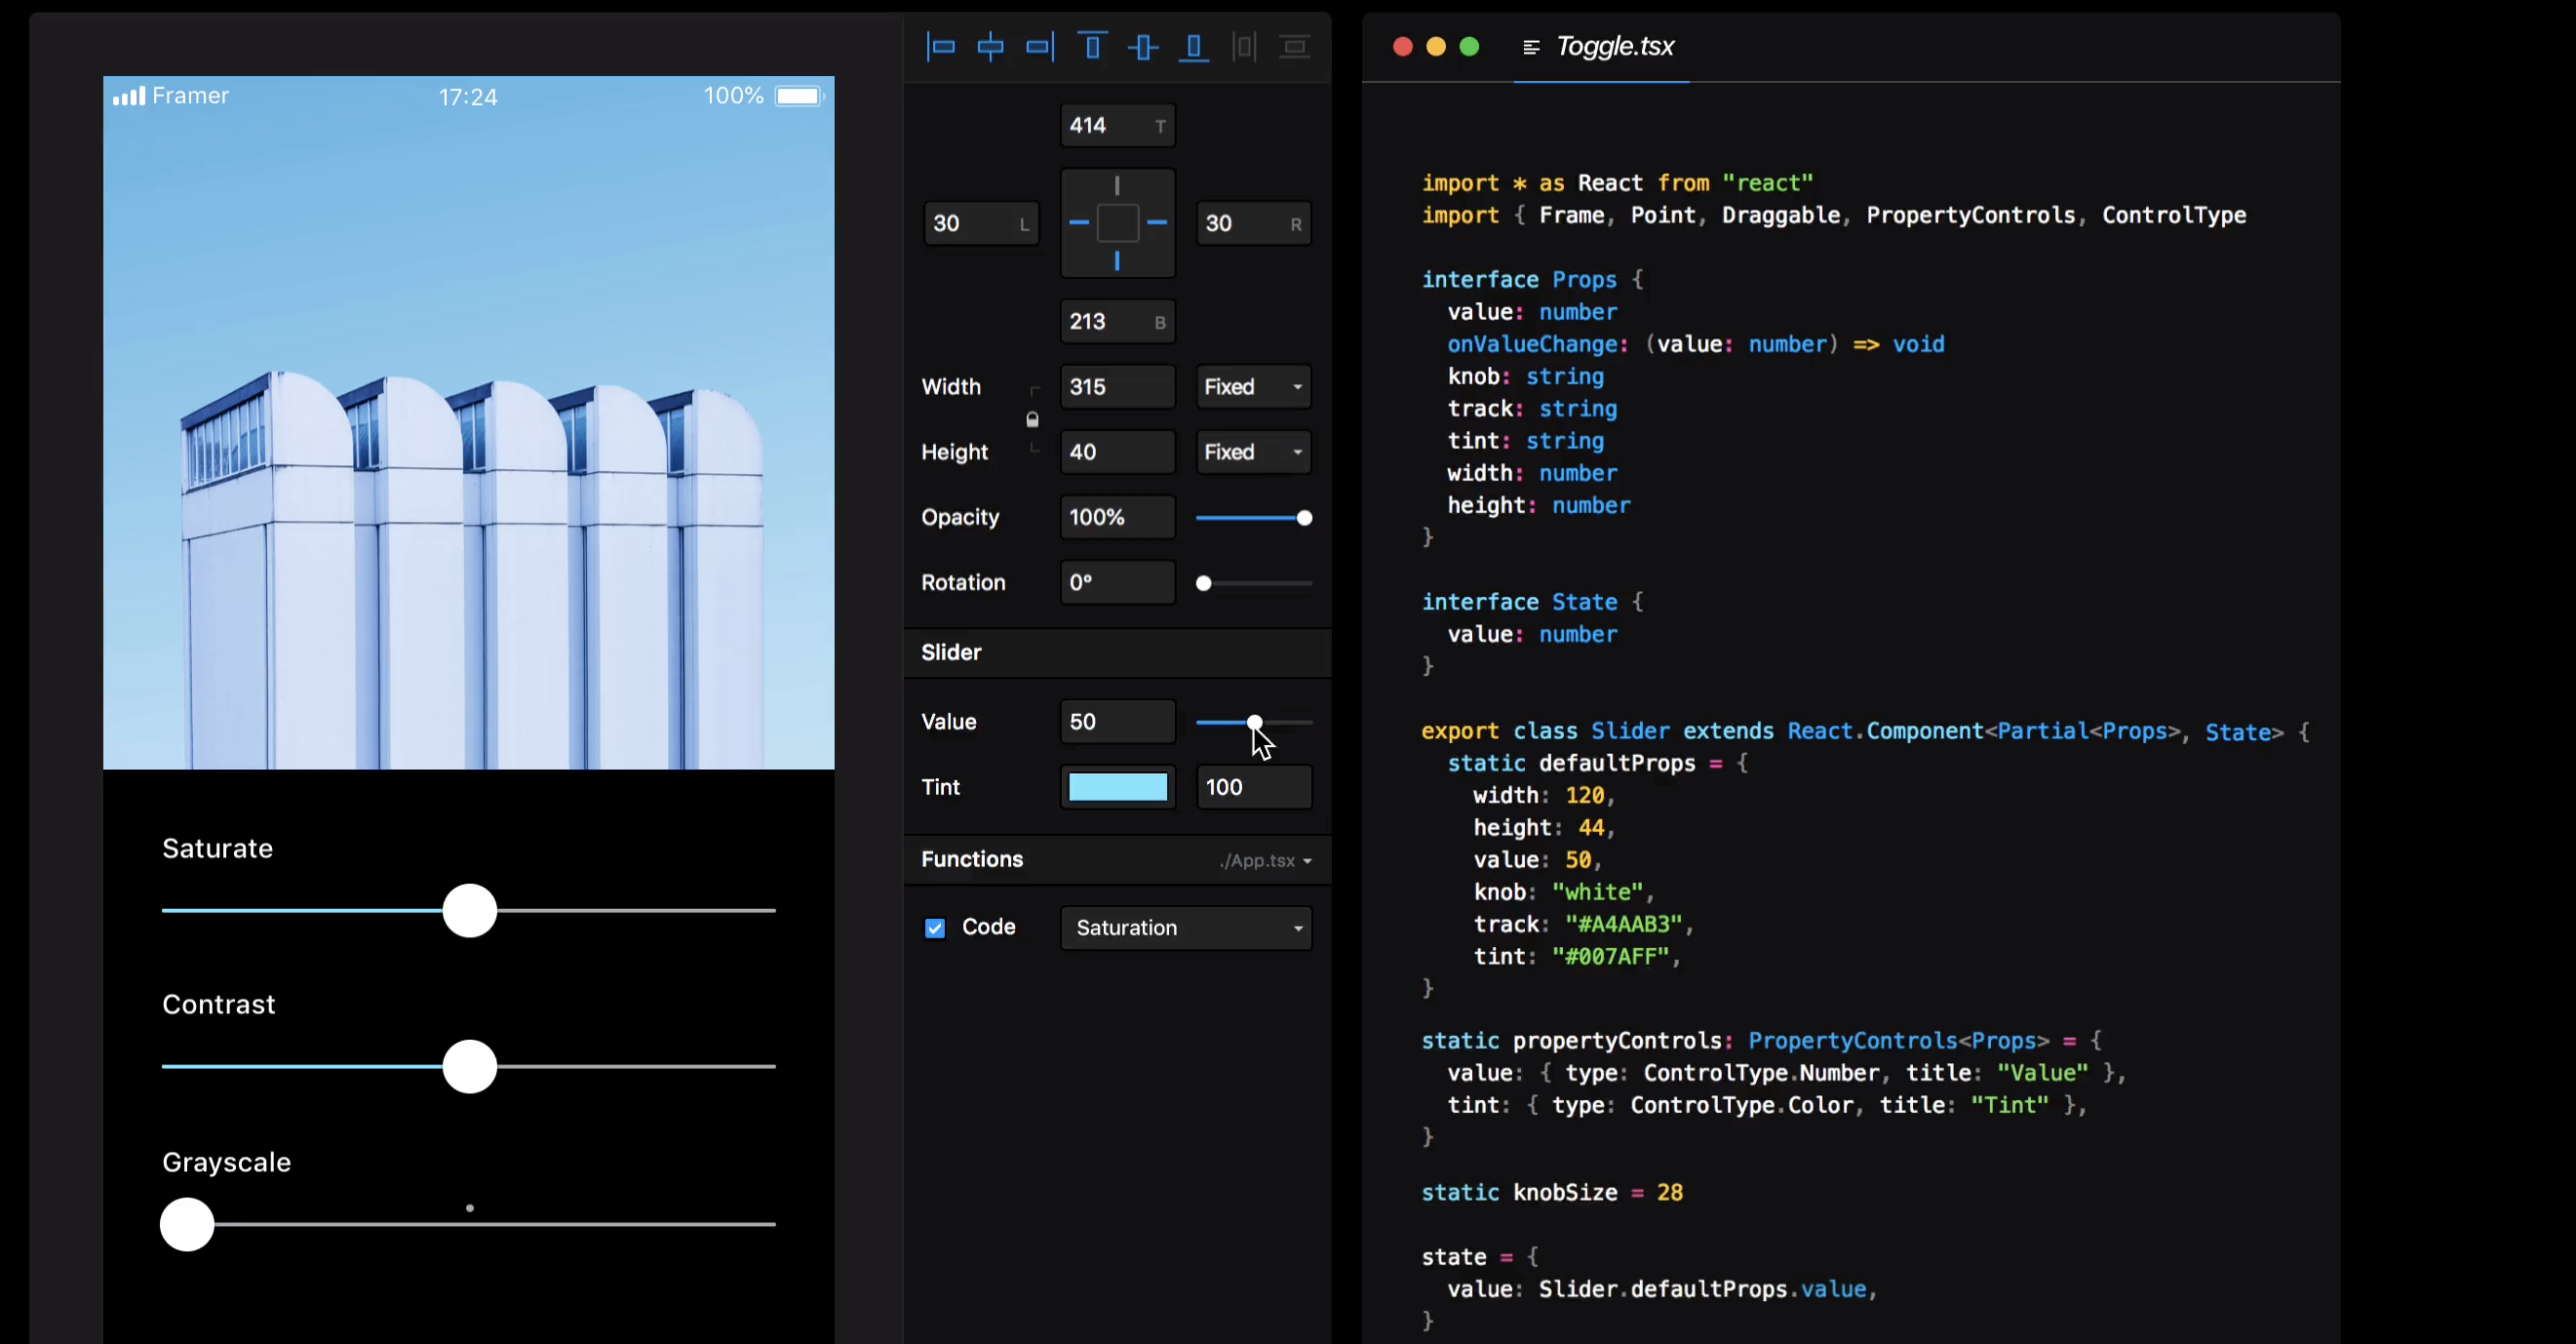 Framer
17:24
100%
Saturate
Contrast
Grayscale
414 T
30 L
30 R
213 B
Width 315 Fixed
Height 40 Fixed
Opacity 100%
Rotation 0°
Slider
Value 50
Tint 100
Functions ./App.tsx
Code Saturation
Toggle.tsx
import * as React from "react"
import { Frame, Point, Draggable, PropertyControls, ControlType
interface Props {
value: number
onValueChange: (value: number) => void
knob: string
track: string
tint: string
width: number
height: number
}
interface State {
value: number
}
export class Slider extends React.Component<Partial<Props>, State> {
static defaultProps = {
width: 120,
height: 44,
value: 50,
knob: "white",
track: "#A4AAB3",
tint: "#007AFF",
}
static propertyControls: PropertyControls<Props> = {
value: { type: ControlType.Number, title: "Value" },
tint: { type: ControlType.Color, title: "Tint" },
}
static knobSize = 28
state = {
value: Slider.defaultProps.value,
}